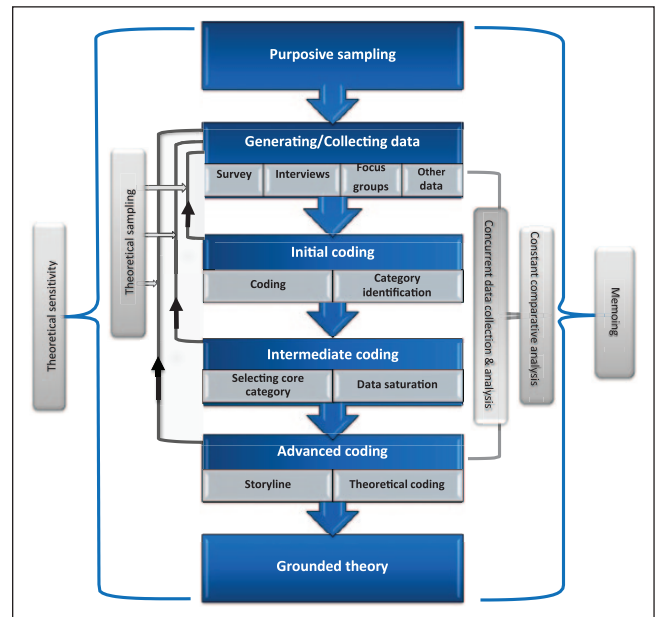 Purposive sampling
Generating/Collecting data
Survey
Interviews
Focus
groups
Other
data
Initial coding
Coding
Category
identification
Intermediate coding
Selecting core
category
Data saturation
Advanced coding
Storyline
Theoretical coding
Grounded theory
Theoretical sensitivity
Theoretical sampling
Concurrent data collection & analysis
Constant comparative analysis
Memoing